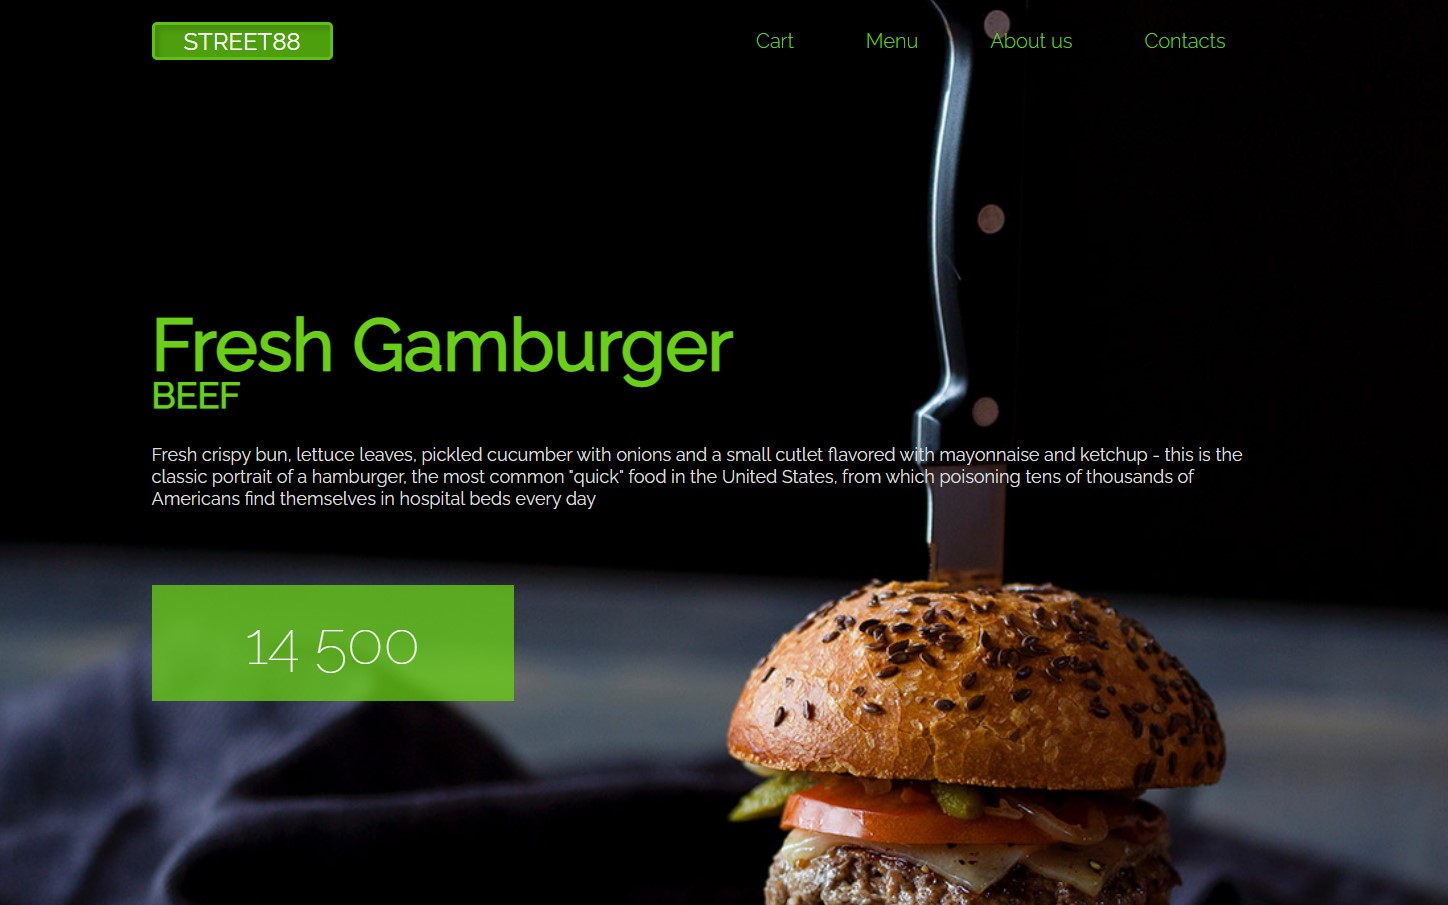 STREET88
Cart
Menu
About us
Contacts
Fresh Gamburger
BEEF
Fresh crispy bun, lettuce leaves, pickled cucumber with onions and a small cutlet flavored with mayonnaise and ketchup - this is the
classic portrait of a hamburger, the most common "quick" food in the United States, from which poisoning tens of thousands of
Americans find themselves in hospital beds every day
14 500